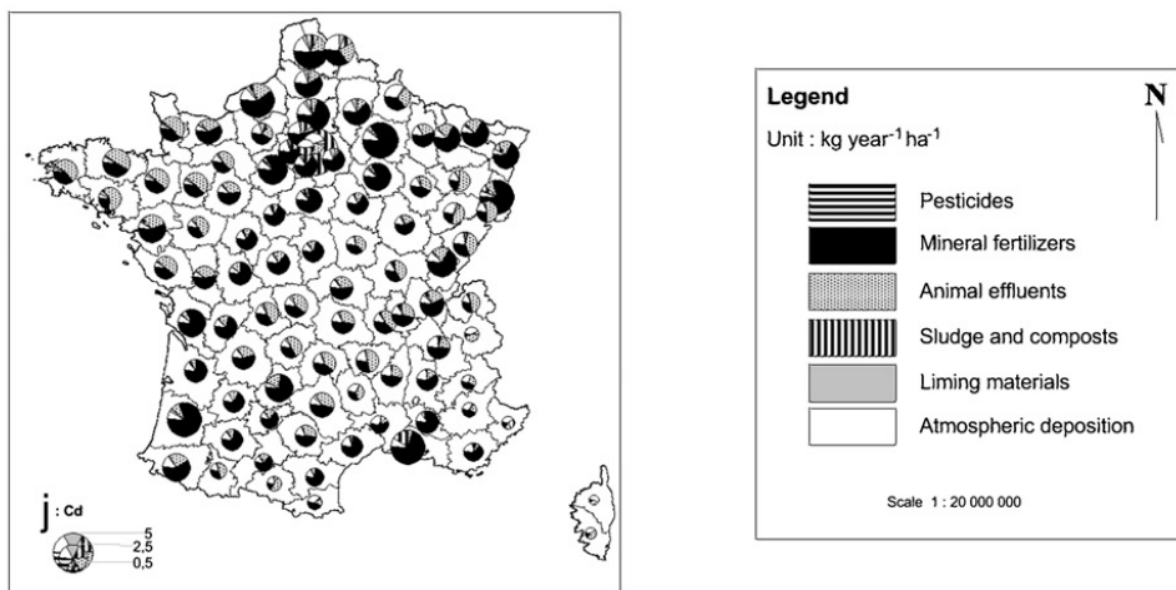 j : Cd
5
2,5
0,5
Legend
N
Unit : kg year⁻¹ ha⁻¹
Pesticides
Mineral fertilizers
Animal effluents
Sludge and composts
Liming materials
Atmospheric deposition
Scale 1 : 20 000 000